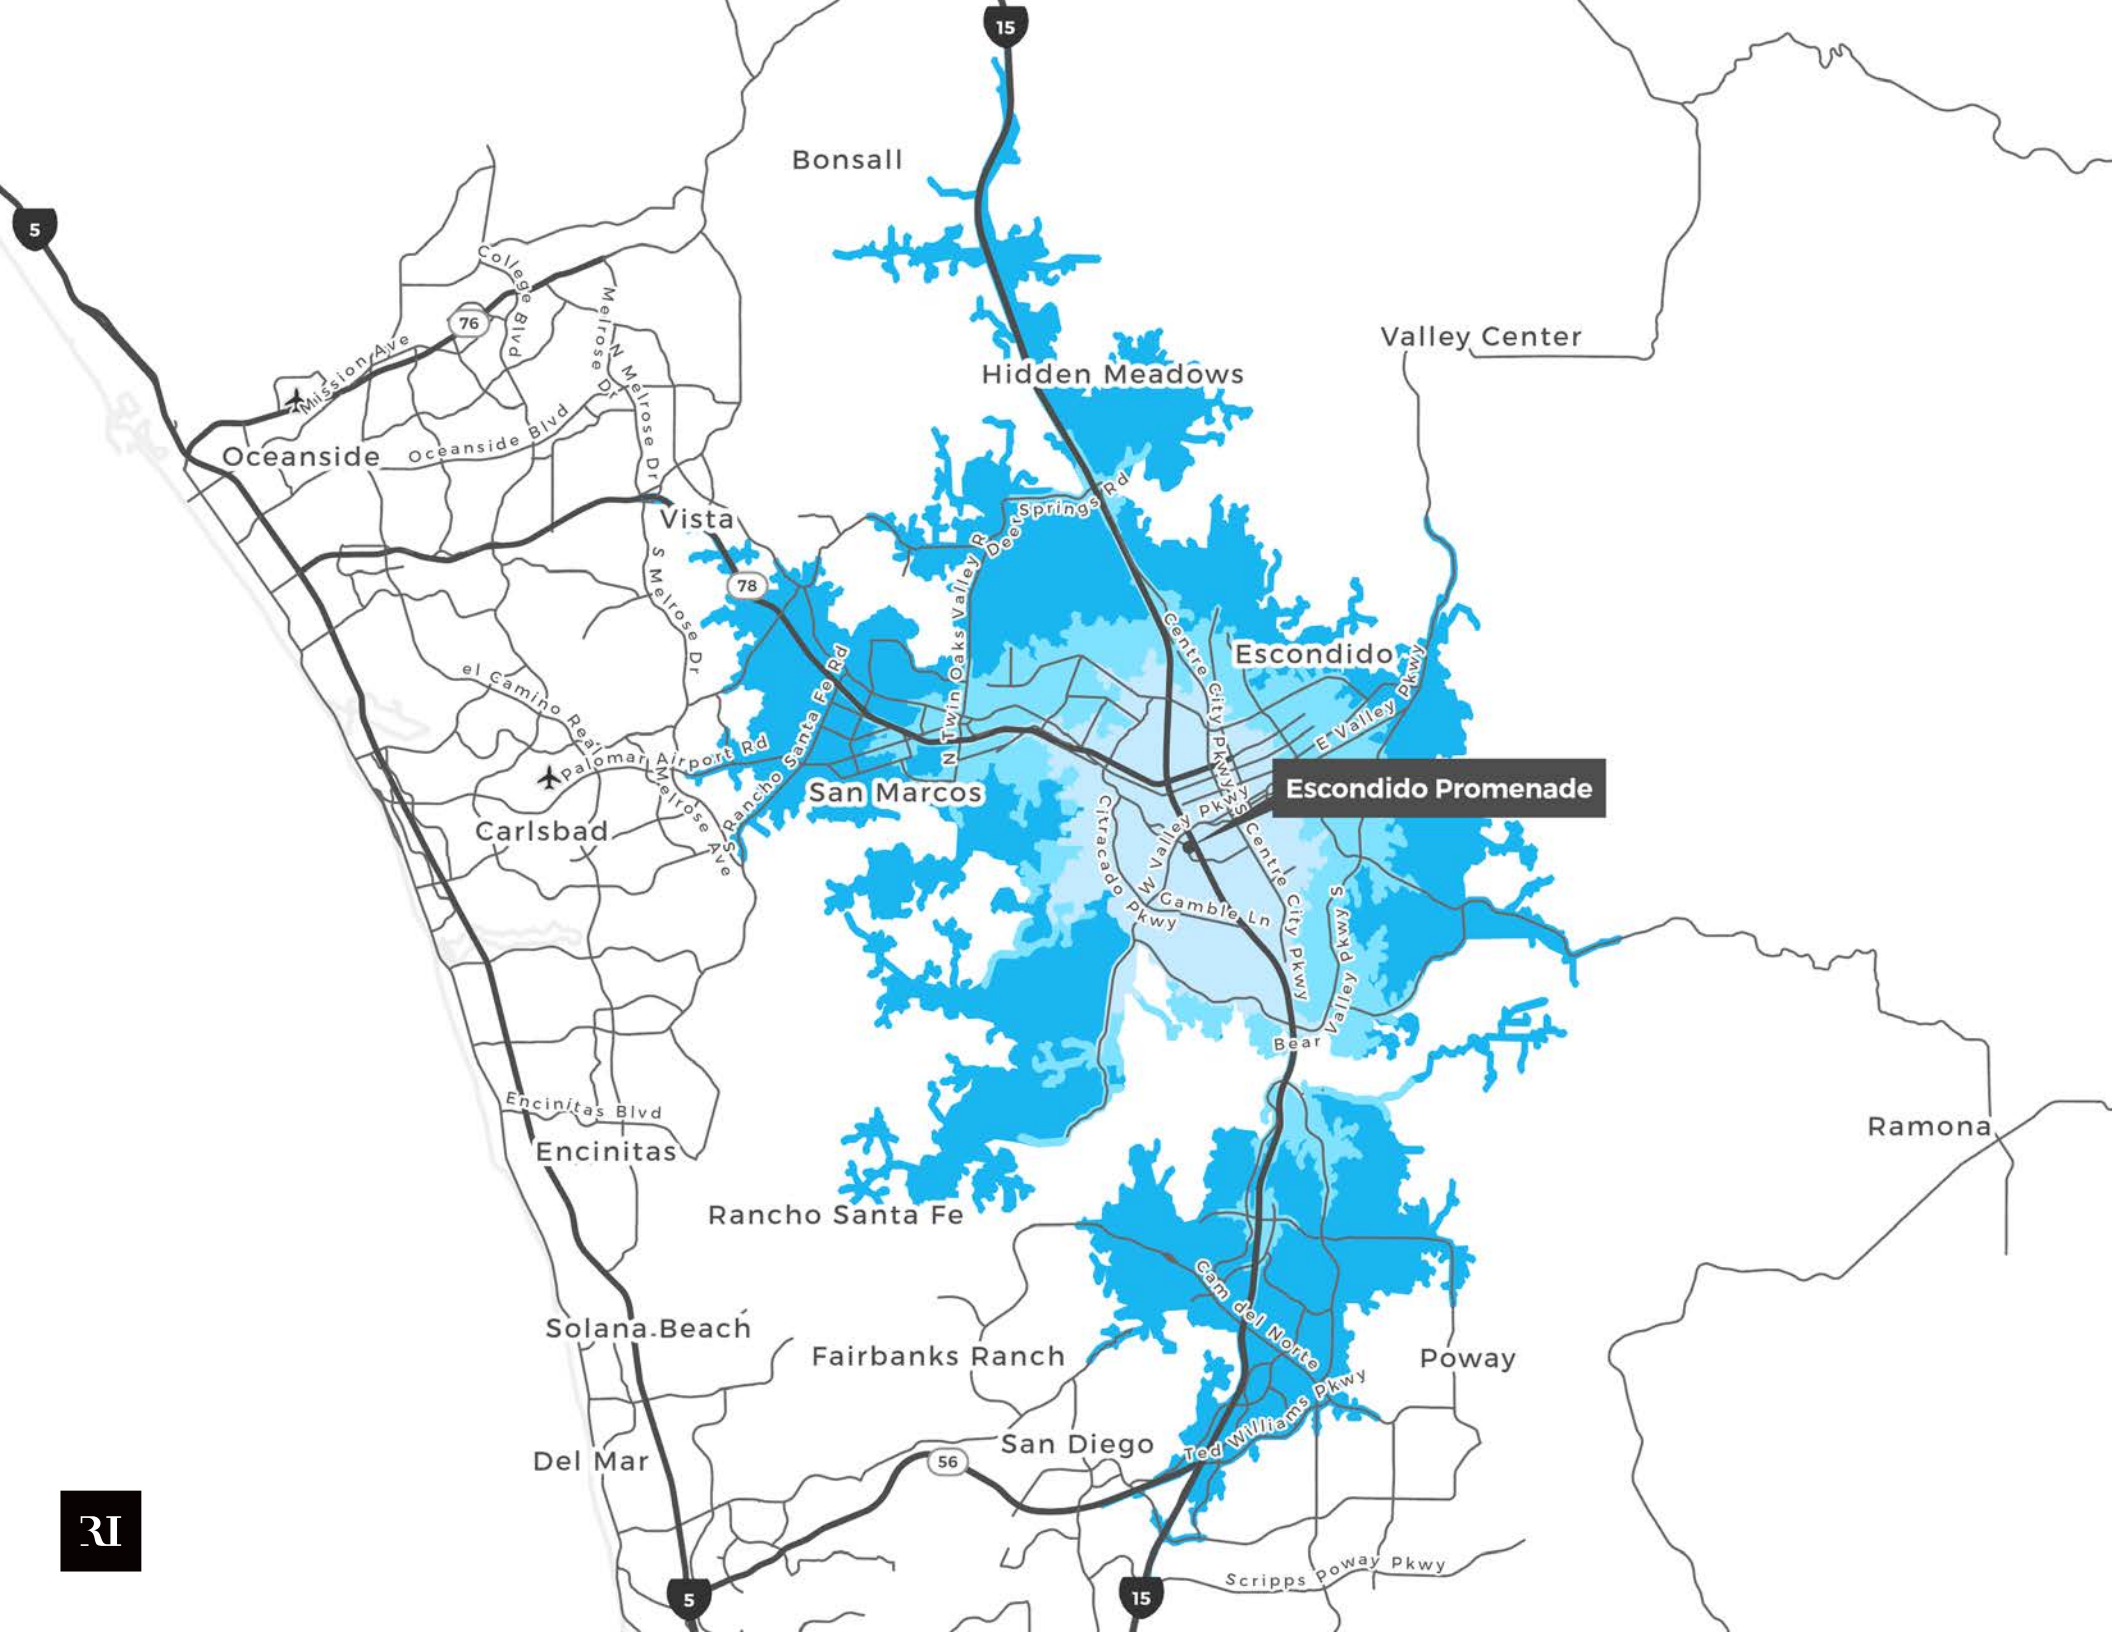 15
Bonsall
5
College Blvd
76
Mission Ave
Melrose Dr
N Melrose Dr
Valley Center
Hidden Meadows
Oceanside
Oceanside Blvd
Deer Springs Rd
Vista
78
S Melrose Dr
N Twin Oaks Valley R
Centre City Pkwy
Escondido
E Valley Pkwy
el Camino Real
Palomar Airport Rd
S Rancho Santa Fe Rd
Melrose Ave
San Marcos
Carlsbad
Escondido Promenade
W Valley Pkwy
Citracado Pkwy
S Centre City Pkwy
Gamble Ln
Bear Valley Pkwy S
Encinitas Blvd
Encinitas
Ramona
Rancho Santa Fe
Cam del Norte
Solana Beach
Fairbanks Ranch
Poway
Ted Williams Pkwy
San Diego
Del Mar
56
RI
Scripps Poway Pkwy
5
15